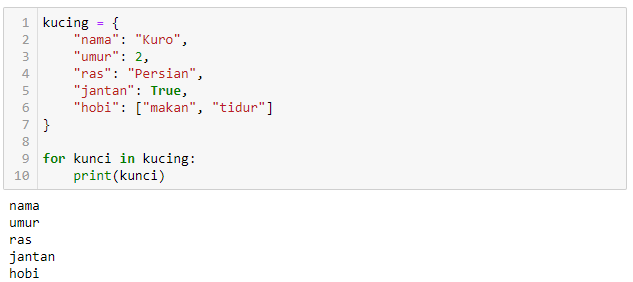 1 kucing = {
2     "nama": "Kuro",
3     "umur": 2,
4     "ras": "Persian",
5     "jantan": True,
6     "hobi": ["makan", "tidur"]
7 }
8
9 for kunci in kucing:
10     print(kunci)
nama
umur
ras
jantan
hobi